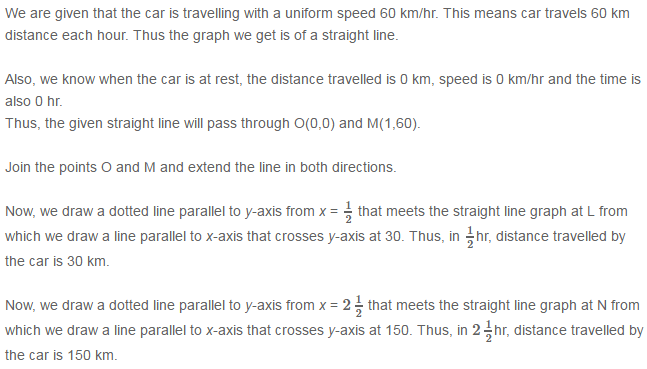 We are given that the car is travelling with a uniform speed 60 km/hr. This means car travels 60 km
distance each hour. Thus the graph we get is of a straight line.
Also, we know when the car is at rest, the distance travelled is 0 km, speed is 0 km/hr and the time is
also 0 hr.
Thus, the given straight line will pass through O(0,0) and M(1,60).
Join the points O and M and extend the line in both directions.
Now, we draw a dotted line parallel to y-axis from x = 1/2 that meets the straight line graph at L from
which we draw a line parallel to x-axis that crosses y-axis at 30. Thus, in 1/2 hr, distance travelled by
the car is 30 km.
Now, we draw a dotted line parallel to y-axis from x = 2 1/2 that meets the straight line graph at N from
which we draw a line parallel to x-axis that crosses y-axis at 150. Thus, in 2 1/2 hr, distance travelled by
the car is 150 km.